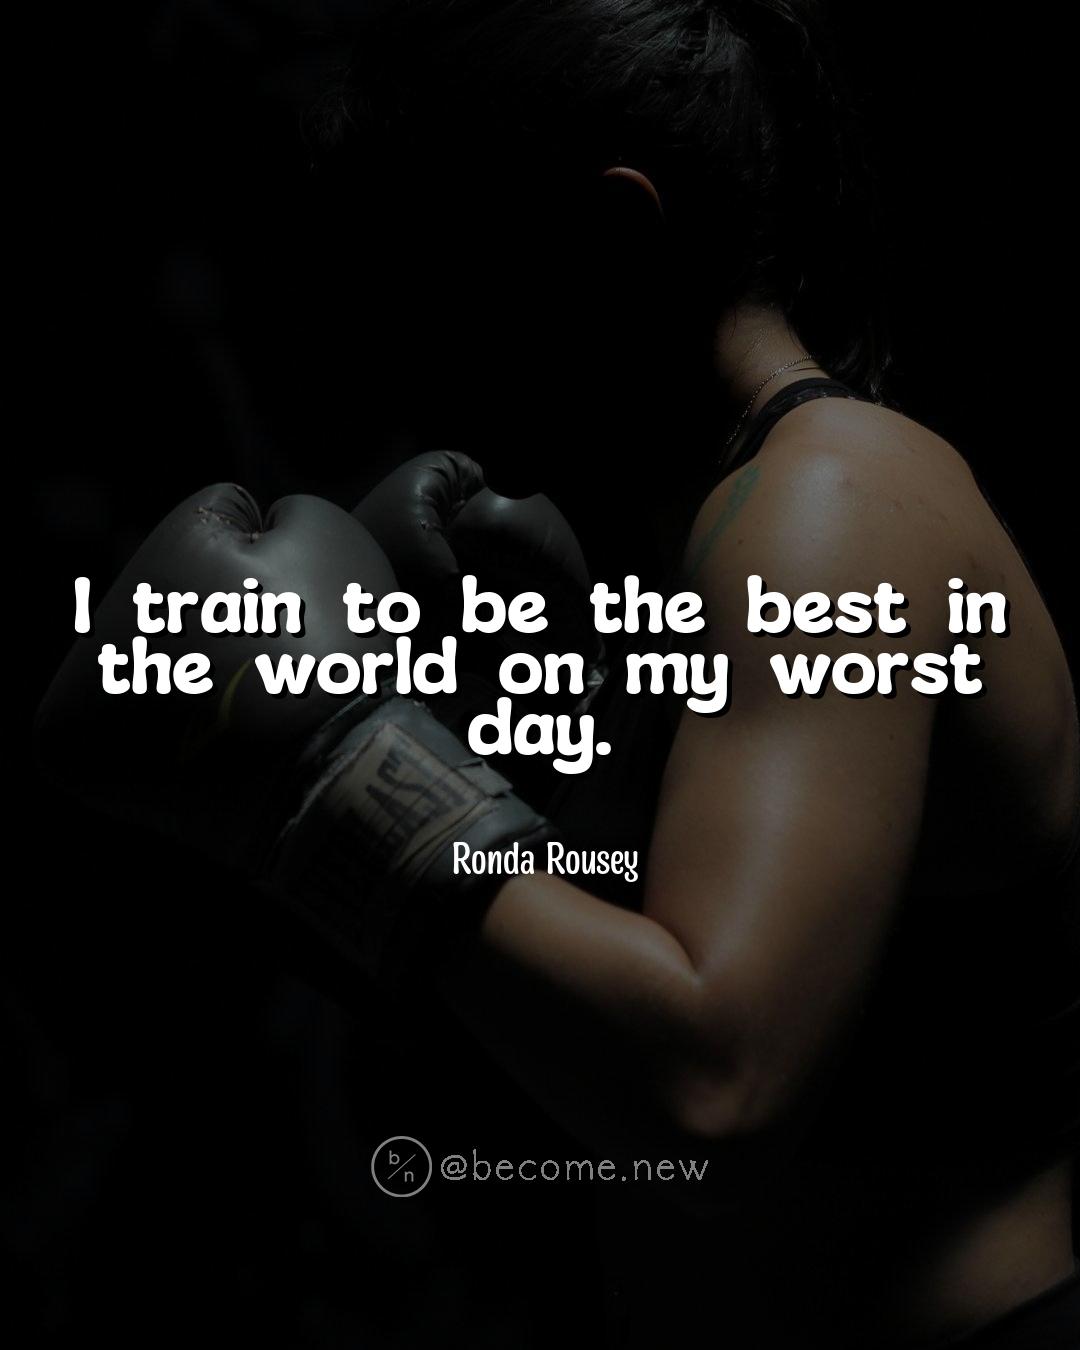 I train to be the best in
the world on my worst
day.
Ronda Rousey
b/n @become.new